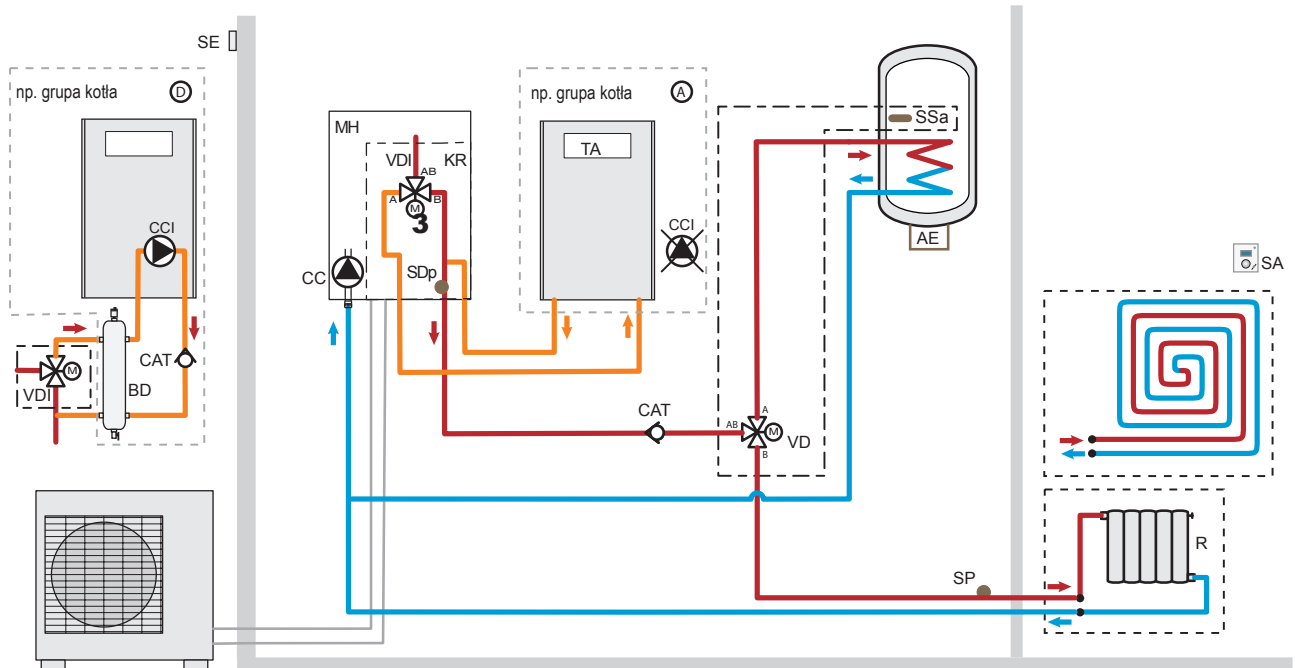 SE
np. grupa kotła D
CCI
CAT
M
VDI
BD
MH
VDI
KR
AB
A
B
M
3
CC
SDp
np. grupa kotła A
TA
CCI
SSa
AE
CAT
A
AB
M
VD
B
SA
R
SP